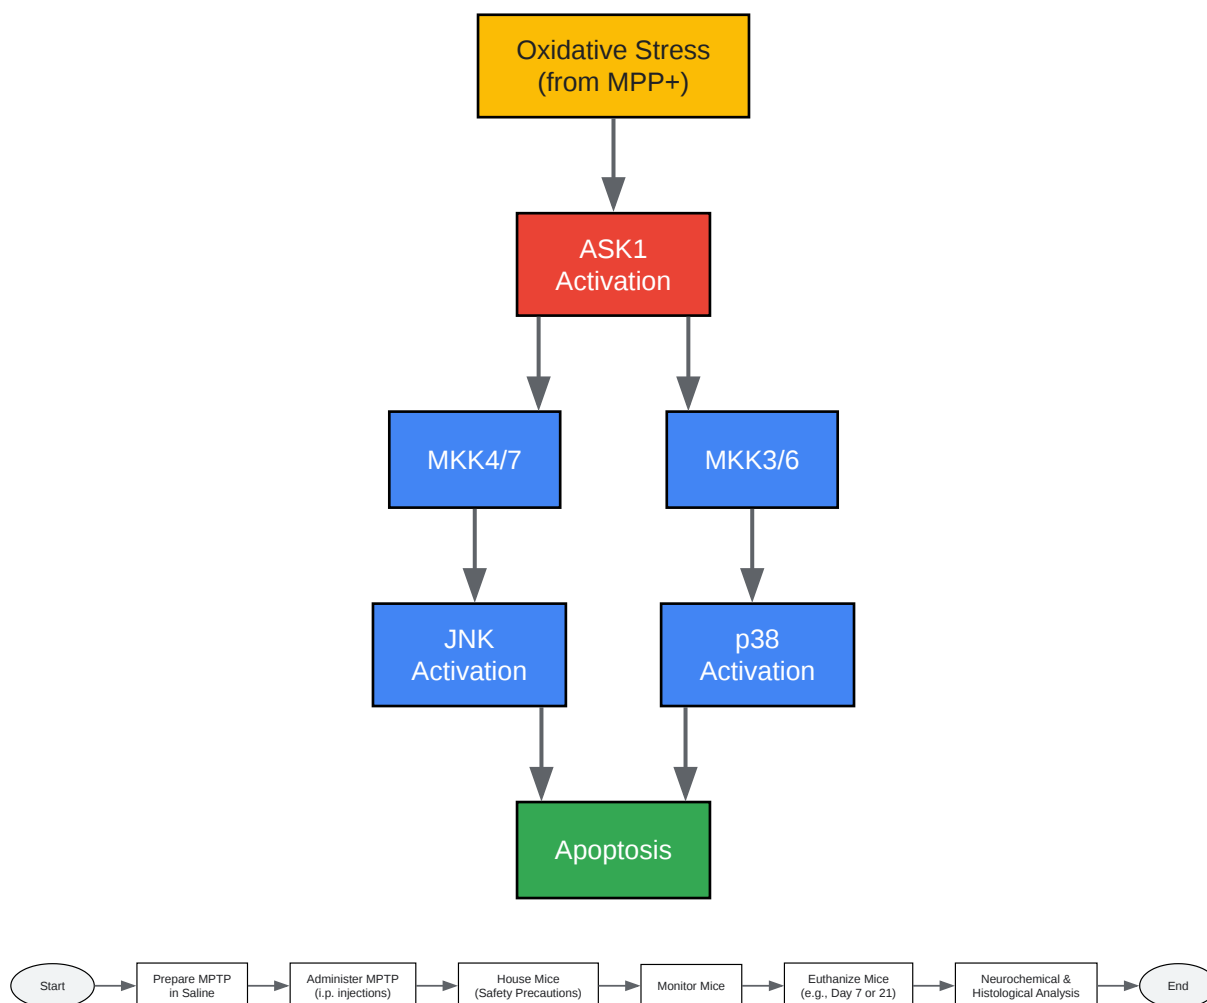 Oxidative Stress
(from MPP+)
ASK1
Activation
MKK4/7
MKK3/6
JNK
Activation
p38
Activation
Apoptosis
Start
Prepare MPTP
in Saline
Administer MPTP
(i.p. injections)
House Mice
(Safety Precautions)
Monitor Mice
Euthanize Mice
(e.g., Day 7 or 21)
Neurochemical &
Histological Analysis
End